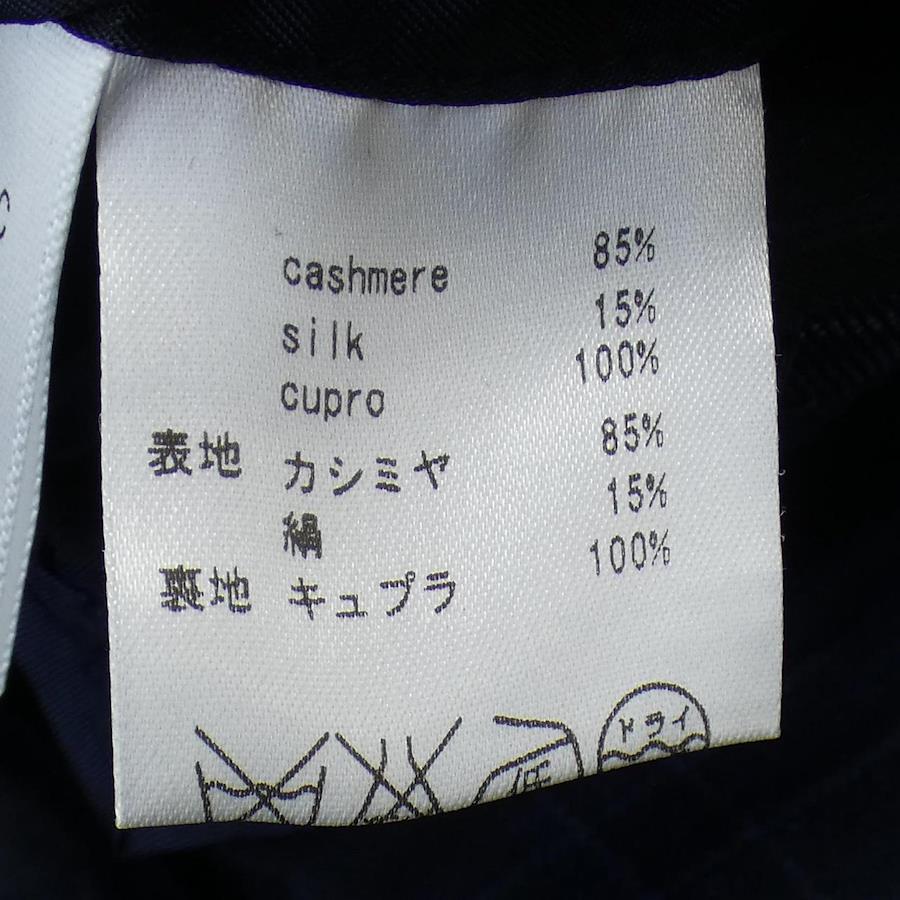 cashmere 85%
silk 15%
cupro 100%
表地 カシミヤ 85%
絹 15%
裏地 キュプラ 100%
低 ドライ
C